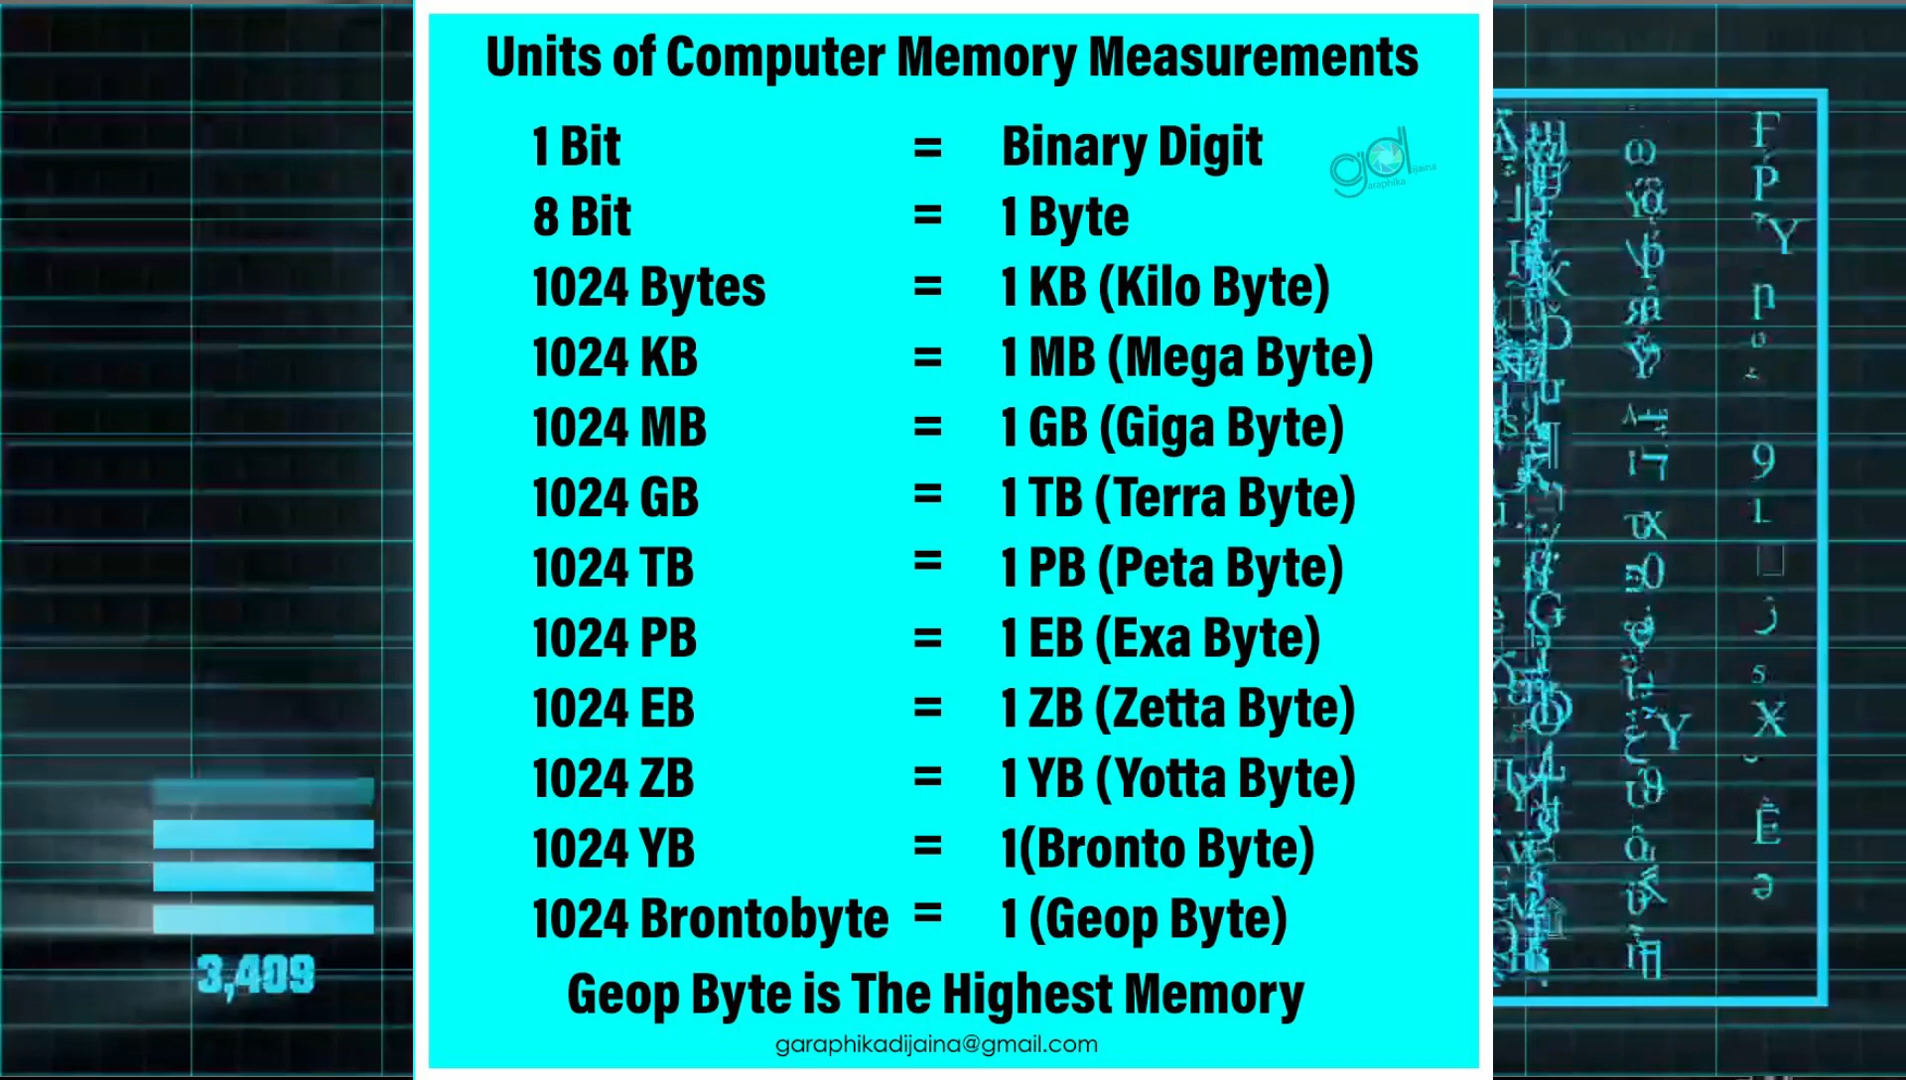 Units of Computer Memory Measurements
1 Bit = Binary Digit
gd
garaphika dijaina
8 Bit = 1 Byte
1024 Bytes = 1 KB (Kilo Byte)
1024 KB = 1 MB (Mega Byte)
1024 MB = 1 GB (Giga Byte)
1024 GB = 1 TB (Terra Byte)
1024 TB = 1 PB (Peta Byte)
1024 PB = 1 EB (Exa Byte)
1024 EB = 1 ZB (Zetta Byte)
1024 ZB = 1 YB (Yotta Byte)
1024 YB = 1(Bronto Byte)
1024 Brontobyte = 1 (Geop Byte)
Geop Byte is The Highest Memory
garaphikadijaina@gmail.com
3,409